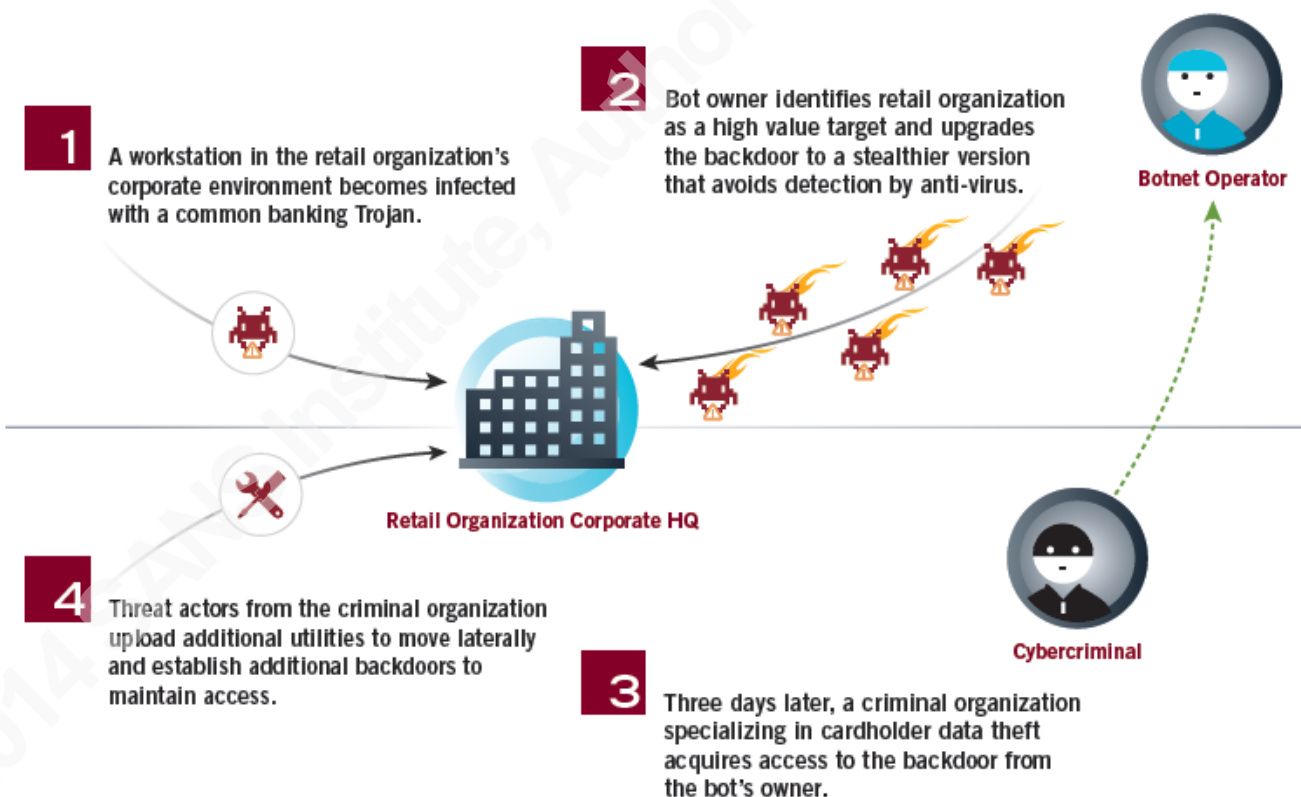 1
A workstation in the retail organization's
corporate environment becomes infected
with a common banking Trojan.
2
Bot owner identifies retail organization
as a high value target and upgrades
the backdoor to a stealthier version
that avoids detection by anti-virus.
Botnet Operator
Retail Organization Corporate HQ
Cybercriminal
3
Three days later, a criminal organization
specializing in cardholder data theft
acquires access to the backdoor from
the bot's owner.
4
Threat actors from the criminal organization
upload additional utilities to move laterally
and establish additional backdoors to
maintain access.
014 SANS Institute, Author